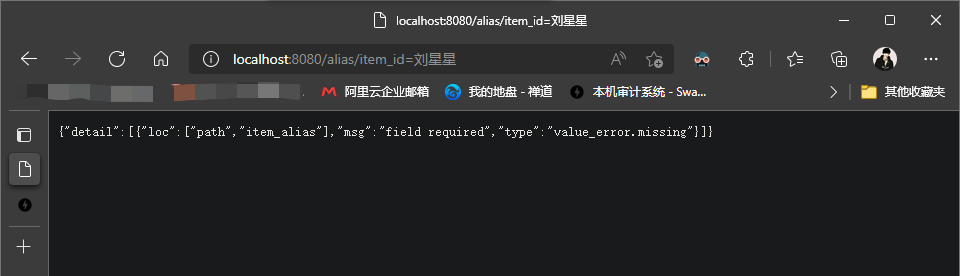 localhost:8080/alias/item_id=刘星星
localhost:8080/alias/item_id=刘星星
阿里云企业邮箱 我的地盘 - 禅道 本机审计系统 - Swa... 其他收藏夹
{"detail":[{"loc":["path","item_alias"],"msg":"field required","type":"value_error.missing"}]}